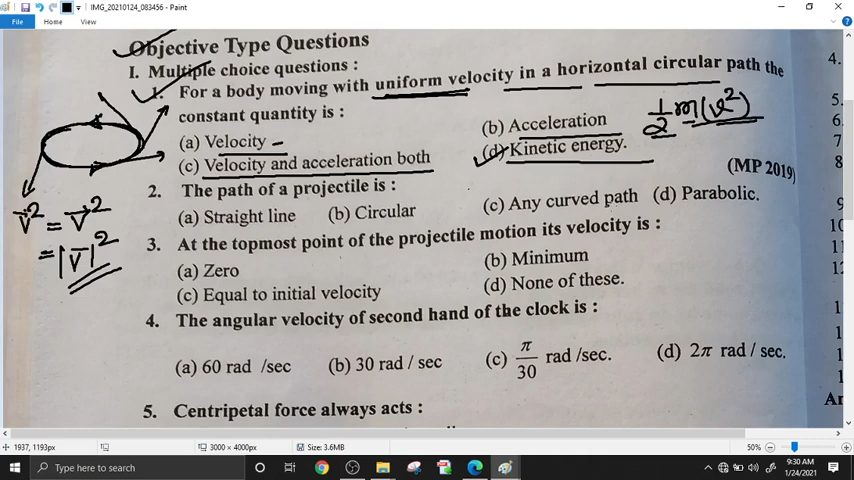 IMG_20210124_083456 - Paint
File Home View
Objective Type Questions
I. Multiple choice questions :
1. For a body moving with uniform velocity in a horizontal circular path the
constant quantity is :
(a) Velocity
(b) Acceleration
(c) Velocity and acceleration both
(d) Kinetic energy.
(MP 2019)
1/2 m(v²)
v² = v⃗²
= |v|²
2. The path of a projectile is :
(a) Straight line (b) Circular (c) Any curved path (d) Parabolic.
3. At the topmost point of the projectile motion its velocity is :
(a) Zero (b) Minimum
(c) Equal to initial velocity (d) None of these.
4. The angular velocity of second hand of the clock is :
(a) 60 rad /sec (b) 30 rad / sec (c) π/30 rad /sec. (d) 2π rad / sec.
5. Centripetal force always acts :
4.
5.
6.
7
8
9
10
11
12
1
1
An
1937, 1193px 3000 × 4000px Size: 3.6MB 50%
Type here to search
9:30 AM
1/24/2021